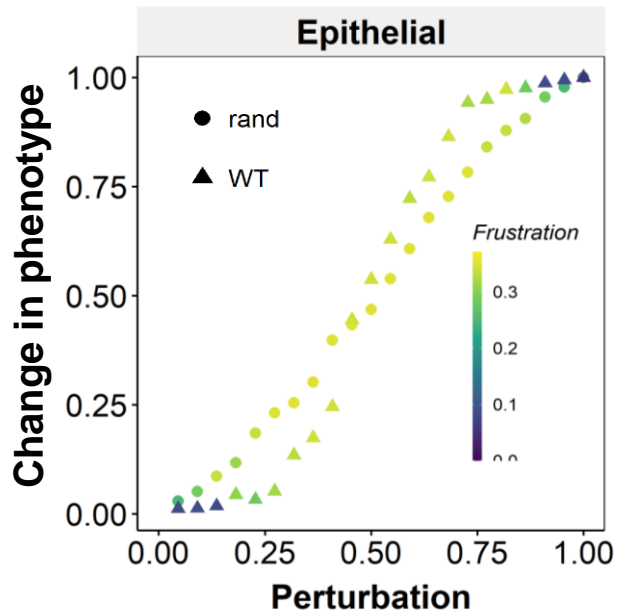 Epithelial
Change in phenotype
1.00
0.75
0.50
0.25
0.00
rand
WT
Frustration
0.3
0.2
0.1
0.0
0.00 0.25 0.50 0.75 1.00
Perturbation